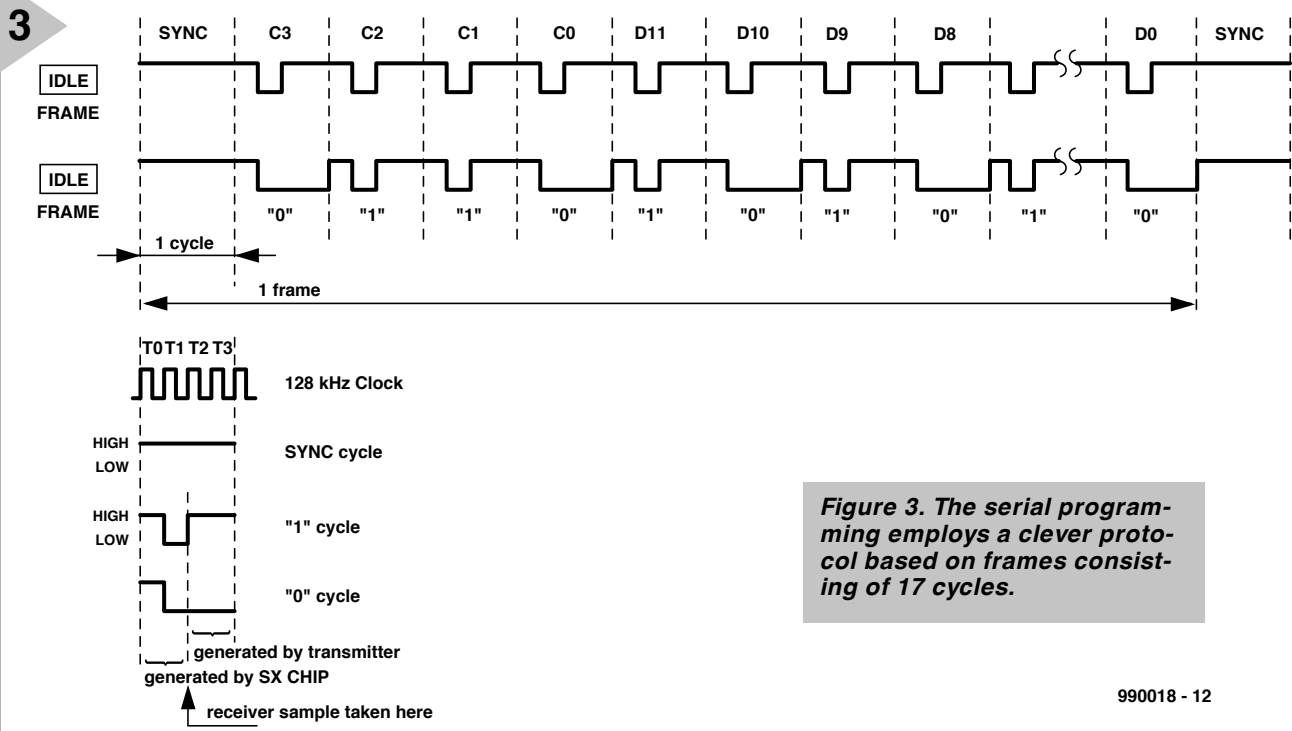 3
SYNC C3 C2 C1 C0 D11 D10 D9 D8 D0 SYNC
IDLE
FRAME
IDLE
FRAME
"0" "1" "1" "0" "1" "0" "1" "0" "1" "0"
1 cycle
1 frame
T0 T1 T2 T3
128 kHz Clock
HIGH
LOW
SYNC cycle
HIGH
LOW
"1" cycle
"0" cycle
generated by transmitter
generated by SX CHIP
receiver sample taken here
Figure 3. The serial program-
ming employs a clever proto-
col based on frames consist-
ing of 17 cycles.
990018 - 12